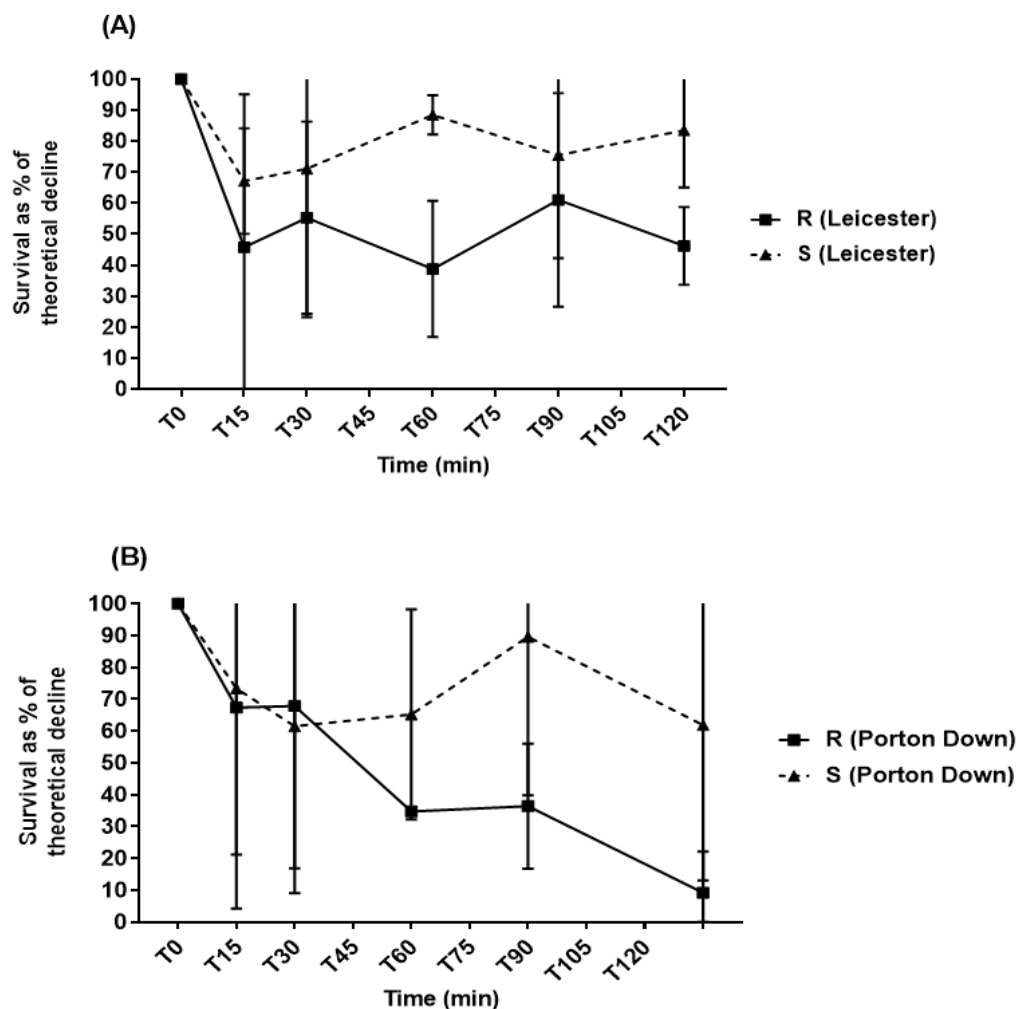 (A)
100
90
80
70
60
50
40
30
20
10
0
Survival as % of
theoretical decline
T0
T15
T30
T45
T60
T75
T90
T105
T120
Time (min)
R (Leicester)
S (Leicester)
(B)
100
90
80
70
60
50
40
30
20
10
0
Survival as % of
theoretical decline
T0
T15
T30
T45
T60
T75
T90
T105
T120
Time (min)
R (Porton Down)
S (Porton Down)